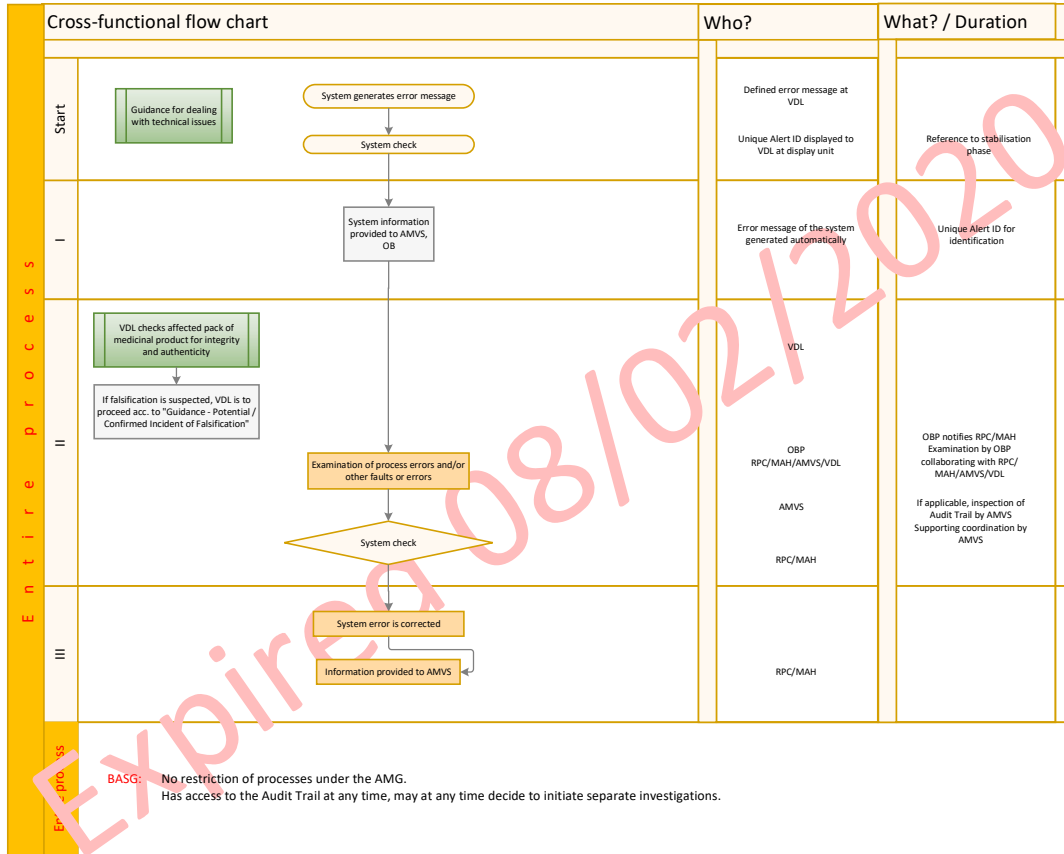 Cross-functional flow chart
Who?
What? / Duration
Entire process
Start
Guidance for dealing
with technical issues
System generates error message
System check
Defined error message at
VDL
Unique Alert ID displayed to
VDL at display unit
Reference to stabilisation
phase
I
System information
provided to AMVS,
OB
Error message of the system
generated automatically
Unique Alert ID for
identification
II
VDL checks affected pack of
medicinal product for integrity
and authenticity
If falsification is suspected, VDL is to
proceed acc. to "Guidance - Potential /
Confirmed Incident of Falsification"
Examination of process errors and/or
other faults or errors
System check
VDL
OBP
RPC/MAH/AMVS/VDL
AMVS
RPC/MAH
OBP notifies RPC/MAH
Examination by OBP
collaborating with RPC/
MAH/AMVS/VDL
If applicable, inspection of
Audit Trail by AMVS
Supporting coordination by
AMVS
III
System error is corrected
Information provided to AMVS
RPC/MAH
Entire process
BASG: No restriction of processes under the AMG.
Has access to the Audit Trail at any time, may at any time decide to initiate separate investigations.
Expired 08/02/2020